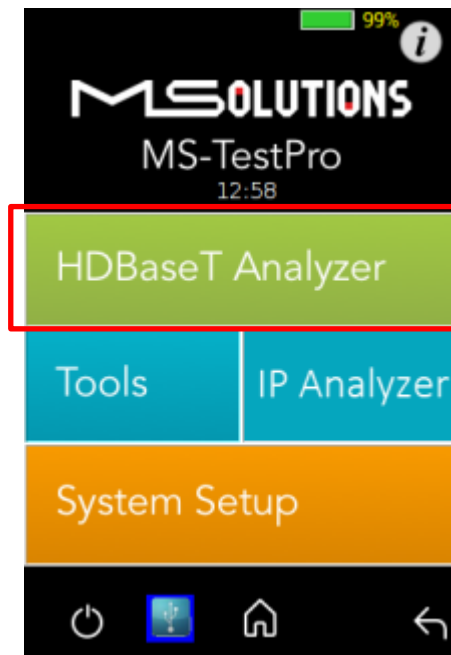 99%
i
MSOLUTIONS
MS-TestPro
12:58
HDBaseT Analyzer
Tools
IP Analyzer
System Setup